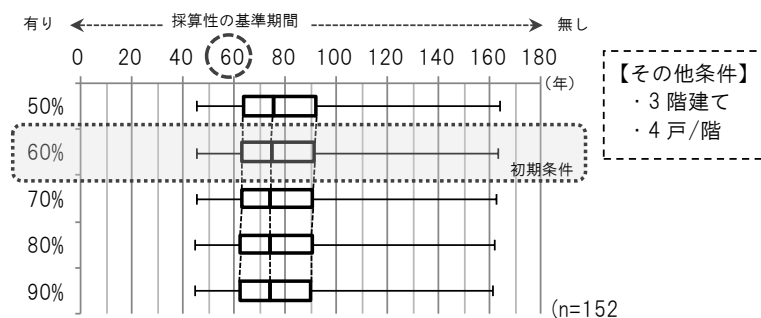 有り 採算性の基準期間 無し
0 20 40 60 80 100 120 140 160 180
(年)
50%
60%
初期条件
70%
80%
90%
(n=152
【その他条件】
・3階建て
・4戸/階